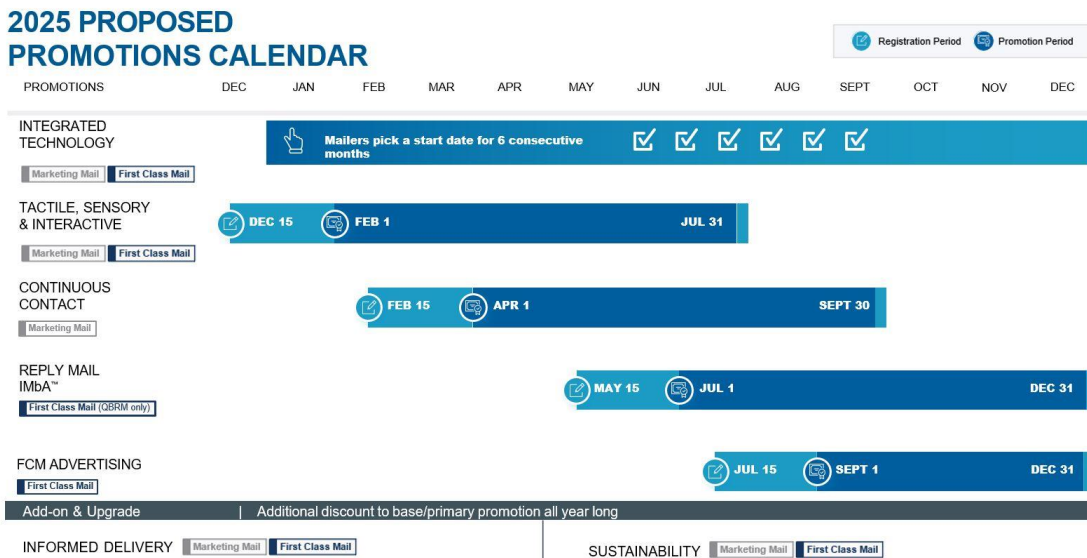 2025 PROPOSED
PROMOTIONS CALENDAR
Registration Period Promotion Period
PROMOTIONS DEC JAN FEB MAR APR MAY JUN JUL AUG SEPT OCT NOV DEC
INTEGRATED
TECHNOLOGY
Mailers pick a start date for 6 consecutive
months
Marketing Mail First Class Mail
TACTILE, SENSORY
& INTERACTIVE
DEC 15 FEB 1 JUL 31
Marketing Mail First Class Mail
CONTINUOUS
CONTACT
FEB 15 APR 1 SEPT 30
Marketing Mail
REPLY MAIL
IMbA™
MAY 15 JUL 1 DEC 31
First Class Mail (QBRM only)
FCM ADVERTISING
JUL 15 SEPT 1 DEC 31
First Class Mail
Add-on & Upgrade | Additional discount to base/primary promotion all year long
INFORMED DELIVERY Marketing Mail First Class Mail
SUSTAINABILITY Marketing Mail First Class Mail